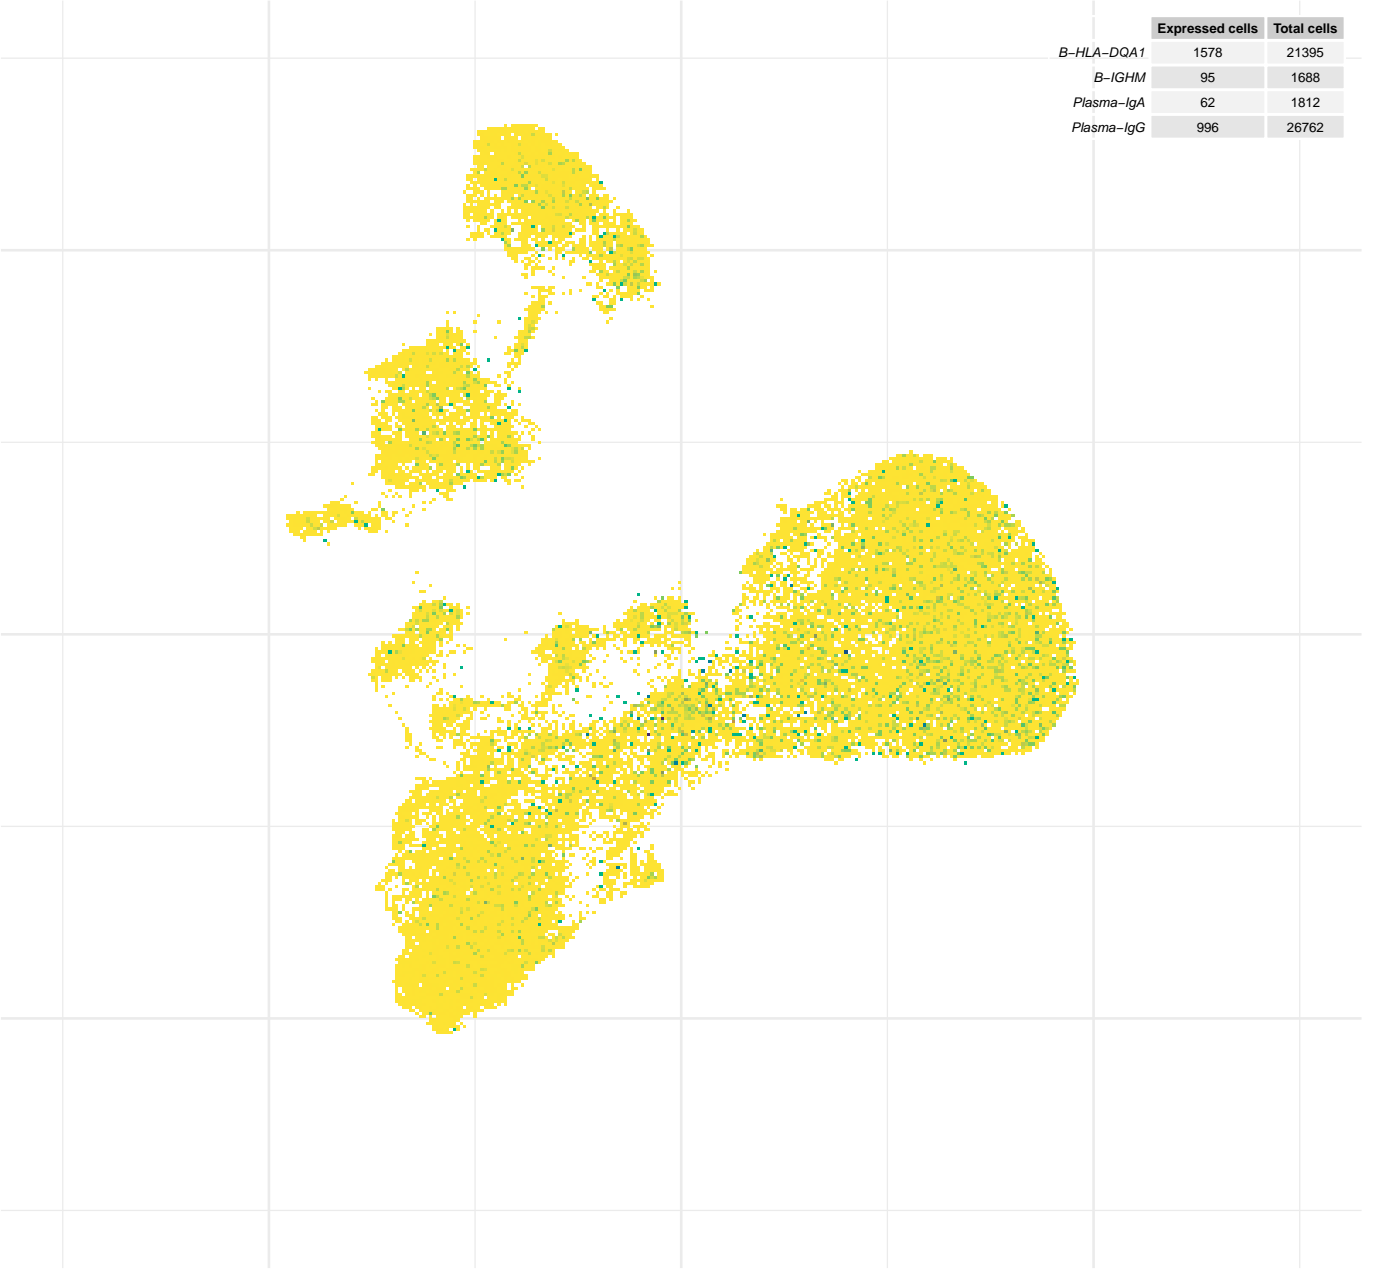 Expressed cells Total cells
B−HLA−DQA1 1578 21395
B−IGHM 95 1688
Plasma−IgA 62 1812
Plasma−IgG 996 26762